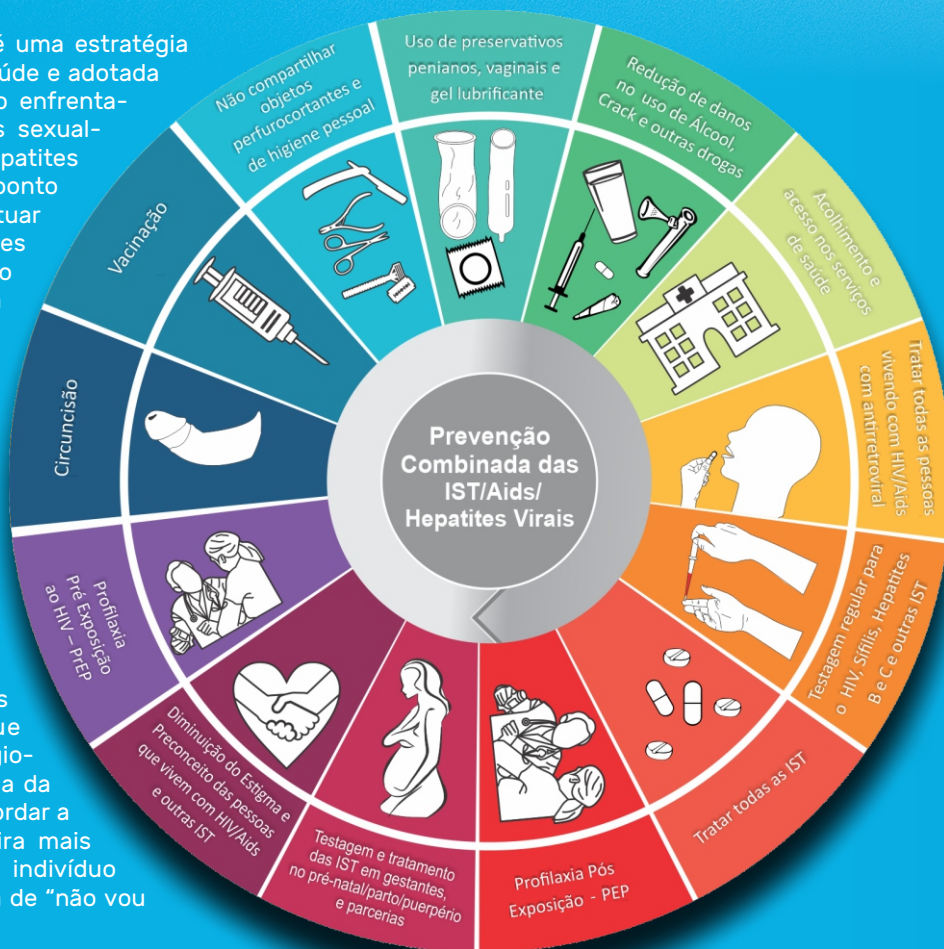 é uma estratégia
úde e adotada
o enfrenta-
s sexual-
patites
ponto
tuar
es
o
s
ue
gio-
a da
ordar a
ira mais
indivíduo
de “não vou
Prevenção
Combinada das
IST/Aids/
Hepatites Virais
Uso de preservativos
penianos, vaginais e
gel lubrificante
Redução de danos
no uso de Álcool,
Crack e outras drogas
Acolhimento e
acesso nos serviços
de saúde
Tratar todas as pessoas
vivendo com HIV/Aids
com antirretroviral
Testagem regular para
o HIV, Sífilis, Hepatites
B e C e outras IST
Tratar todas as IST
Profilaxia Pós
Exposição - PEP
Testagem e tratamento
das IST em gestantes,
no pré-natal/parto/puerpério
e parcerias
Diminuição do Estigma e
Preconceito das pessoas
que vivem com HIV/Aids
e outras IST
Profilaxia
Pré Exposição
ao HIV – PrEP
Circuncisão
Vacinação
Não compartilhar
objetos
perfurocortantes e
de higiene pessoal